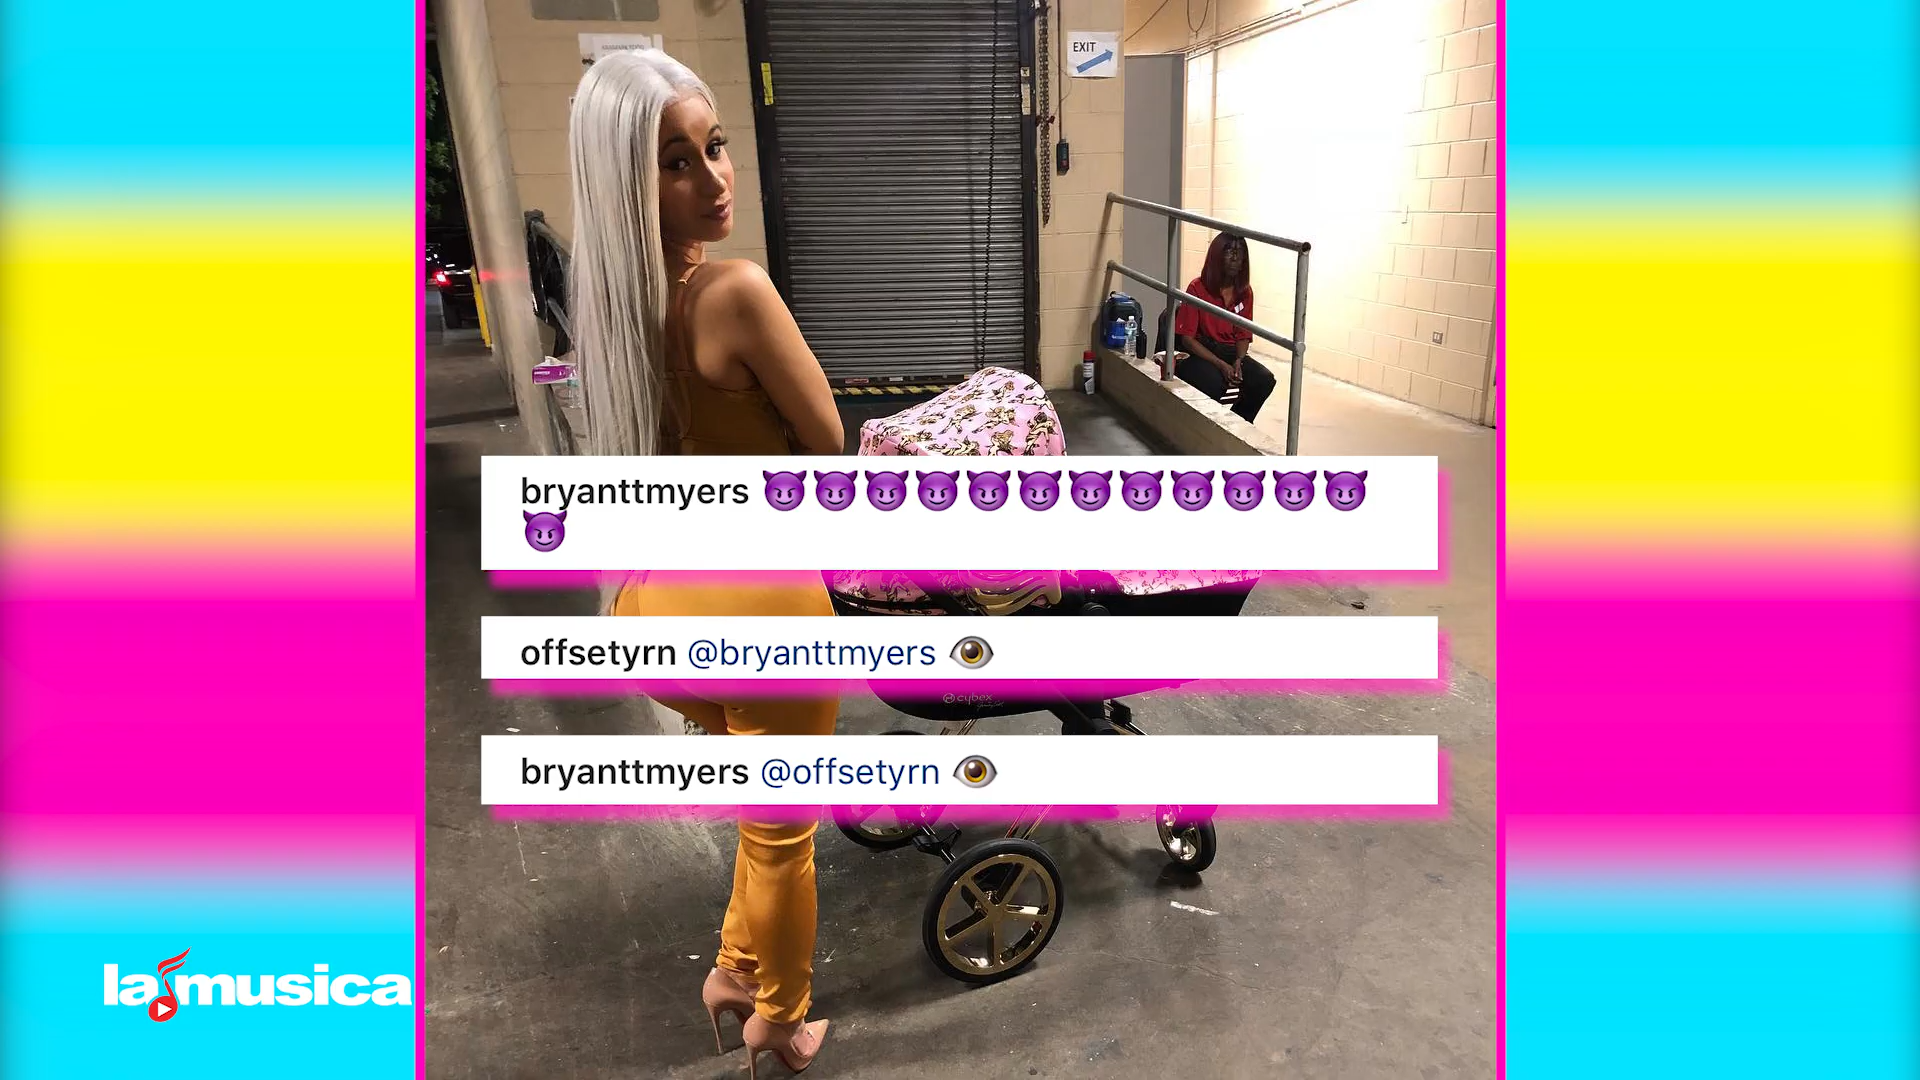 EXIT
bryanttmyers 😈😈😈😈😈😈😈😈😈😈😈😈
😈
offsetyrn @bryanttmyers 👁
cybex
bryanttmyers @offsetyrn 👁
lamusica